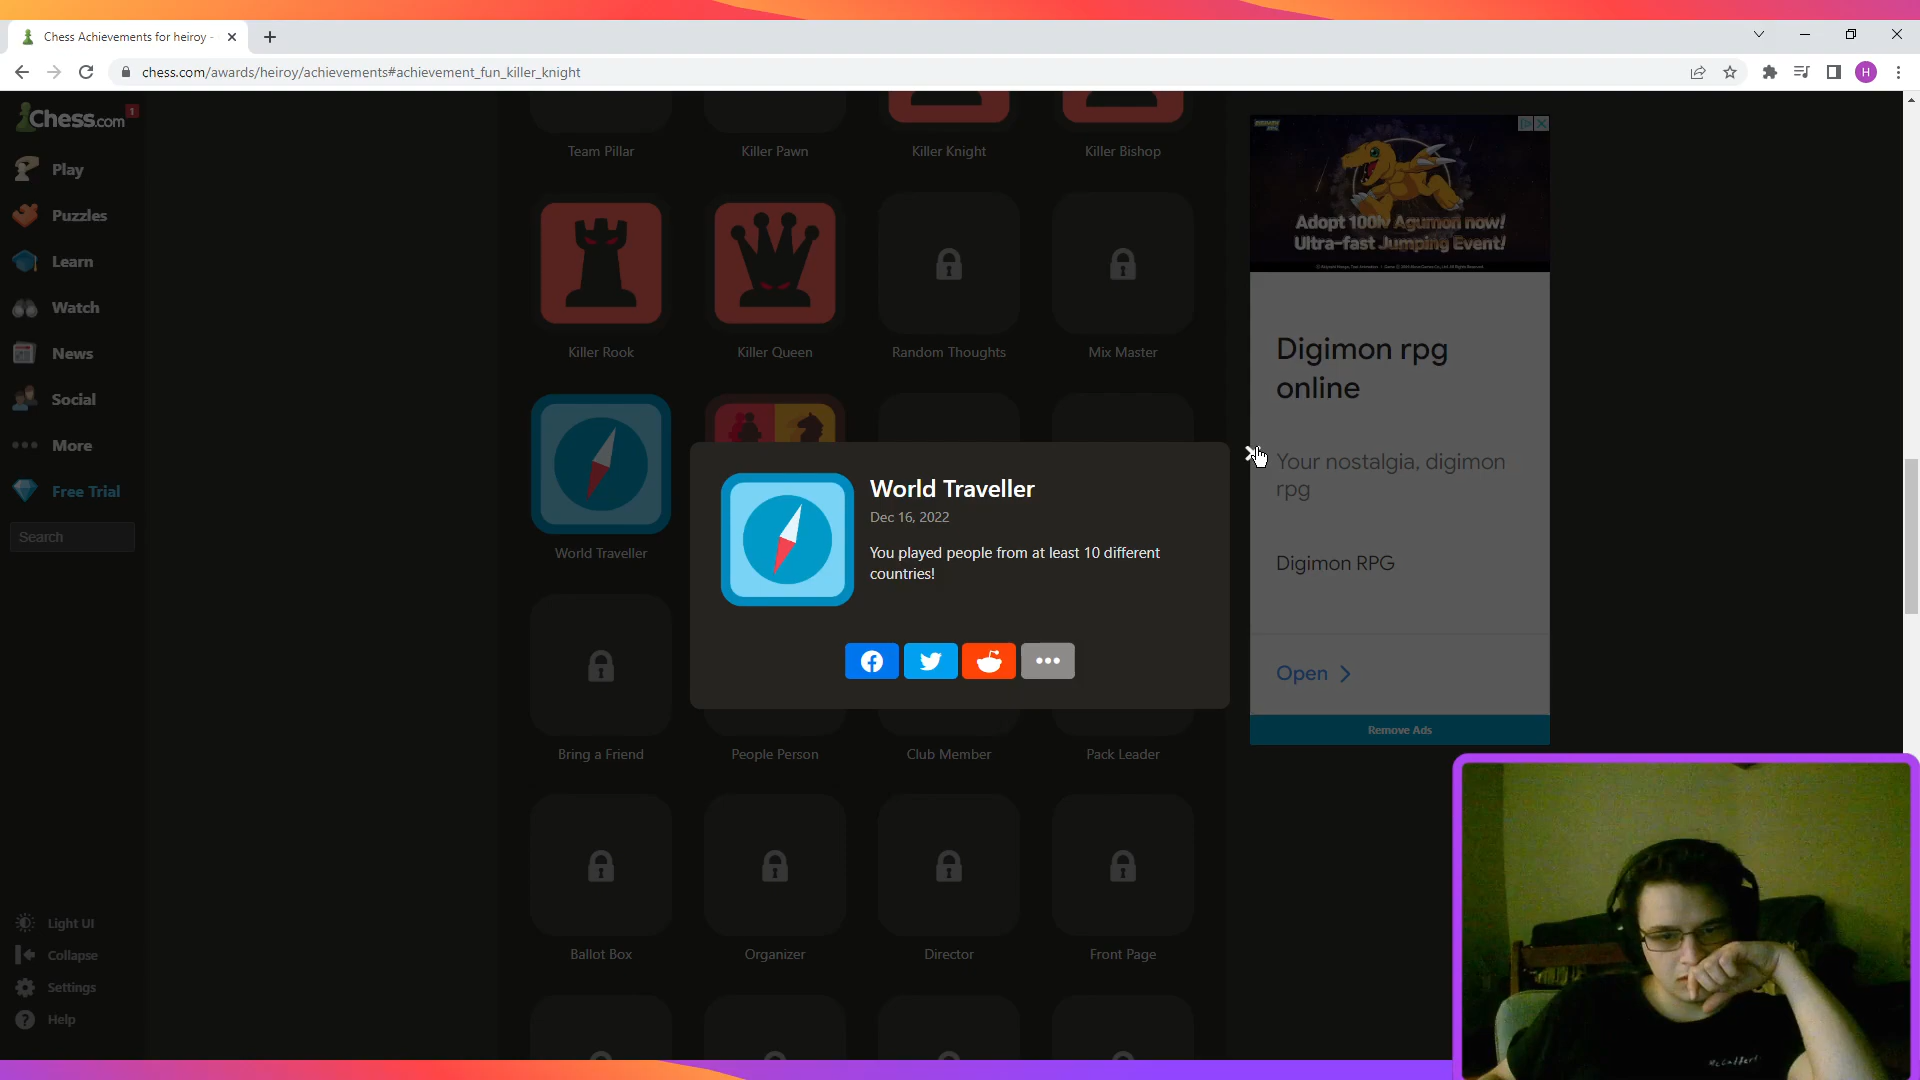 Chess Achievements for heiroy -
chess.com/awards/heiroy/achievements#achievement_fun_killer_knight
H
Chess.com
1
Play
Puzzles
Learn
Watch
News
Social
More
Free Trial
Search
Light UI
Collapse
Settings
Help
Team Pillar
Killer Pawn
Killer Knight
Killer Bishop
Killer Rook
Killer Queen
Random Thoughts
Mix Master
World Traveller
World Traveller
Dec 16, 2022
You played people from at least 10 different
countries!
Bring a Friend
People Person
Club Member
Pack Leader
Ballot Box
Organizer
Director
Front Page
Adopt 100lv Agumon now!
Ultra-fast Jumping Event!
Digimon rpg
online
Your nostalgia, digimon
rpg
Digimon RPG
Open
Remove Ads